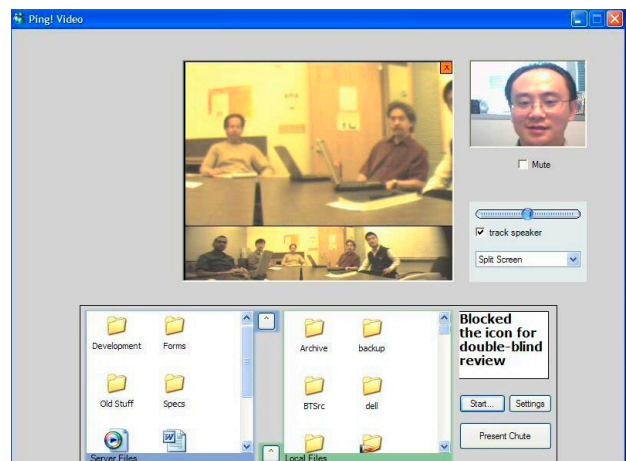 Ping! Video
X
Mute
track speaker
Split Screen
Development
Forms
Old Stuff
Specs
Server Files
Archive
backup
BTSrc
dell
Local Files
Blocked
the icon for
double-blind
review
Start...
Settings
Present Chute